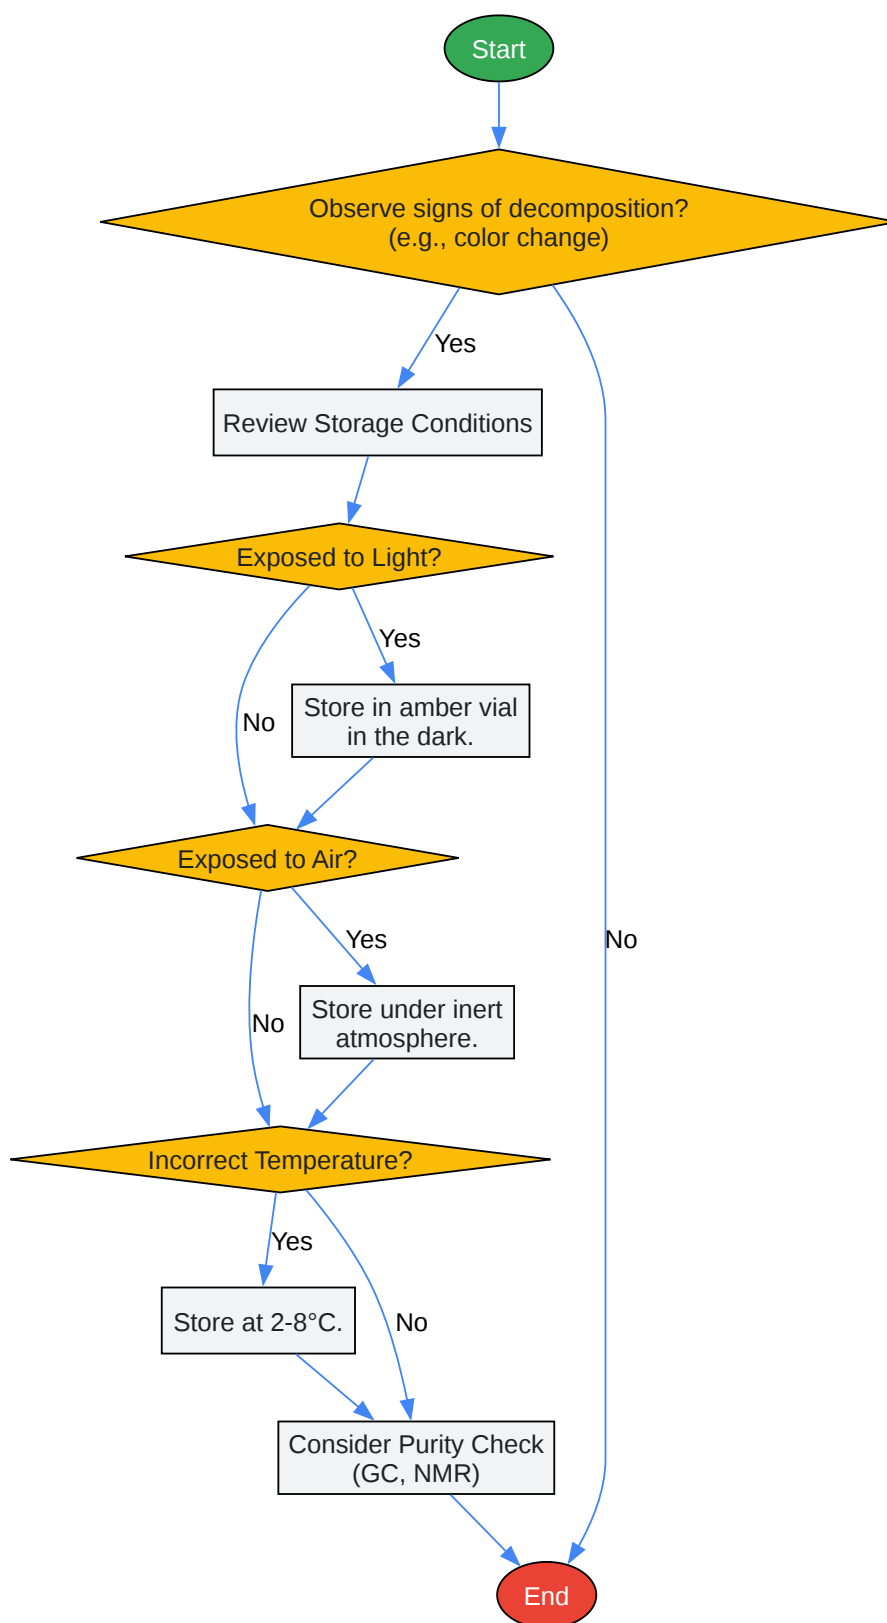 Start
Observe signs of decomposition?
(e.g., color change)
Yes
Review Storage Conditions
Exposed to Light?
Yes
Store in amber vial
in the dark.
No
Exposed to Air?
Yes
No
Store under inert
atmosphere.
No
Incorrect Temperature?
Yes
Store at 2-8°C.
No
Consider Purity Check
(GC, NMR)
End